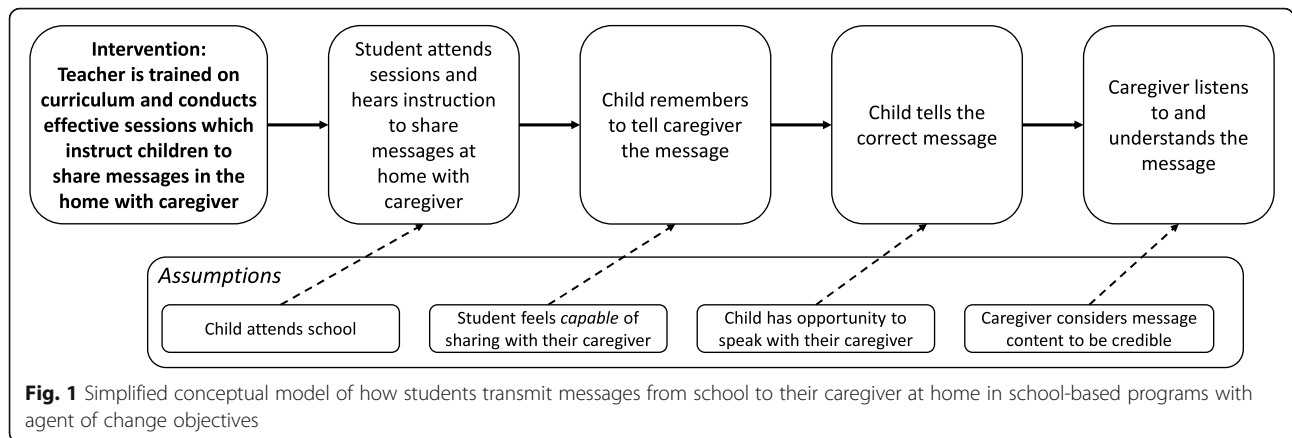 Intervention:
Teacher is trained on
curriculum and conducts
effective sessions which
instruct children to
share messages in the
home with caregiver
Student attends
sessions and
hears instruction
to share
messages at
home with
caregiver
Child remembers
to tell caregiver
the message
Child tells the
correct message
Caregiver listens
to and
understands the
message
Assumptions
Child attends school
Student feels capable of
sharing with their caregiver
Child has opportunity to
speak with their caregiver
Caregiver considers message
content to be credible
Fig. 1 Simplified conceptual model of how students transmit messages from school to their caregiver at home in school-based programs with
agent of change objectives